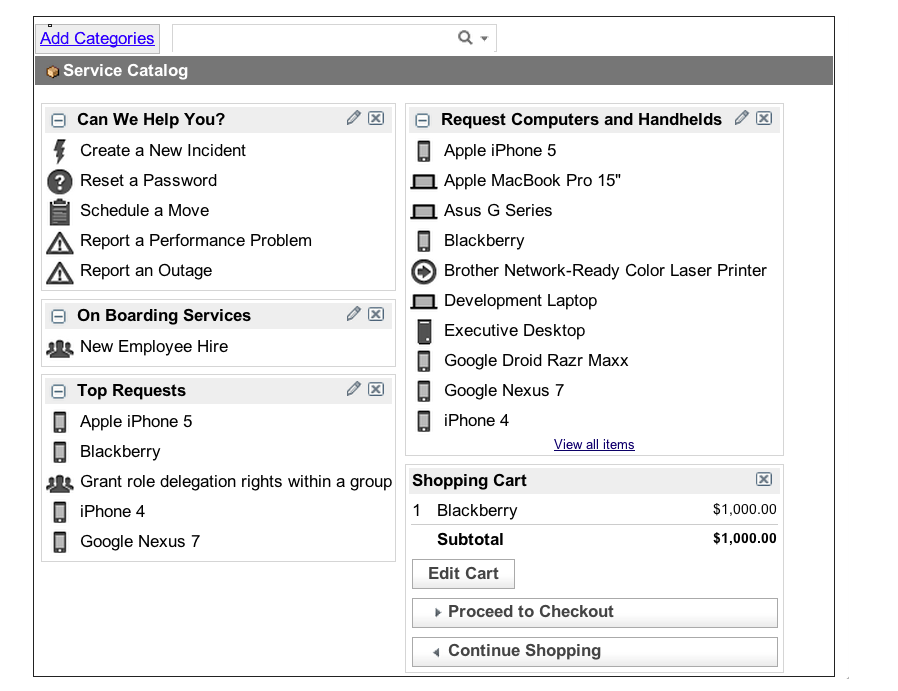 Add Categories
Service Catalog
Can We Help You?
Create a New Incident
Reset a Password
Schedule a Move
Report a Performance Problem
Report an Outage
On Boarding Services
New Employee Hire
Top Requests
Apple iPhone 5
Blackberry
Grant role delegation rights within a group
iPhone 4
Google Nexus 7
Request Computers and Handhelds
Apple iPhone 5
Apple MacBook Pro 15"
Asus G Series
Blackberry
Brother Network-Ready Color Laser Printer
Development Laptop
Executive Desktop
Google Droid Razr Maxx
Google Nexus 7
iPhone 4
View all items
Shopping Cart
1 Blackberry $1,000.00
Subtotal $1,000.00
Edit Cart
Proceed to Checkout
Continue Shopping